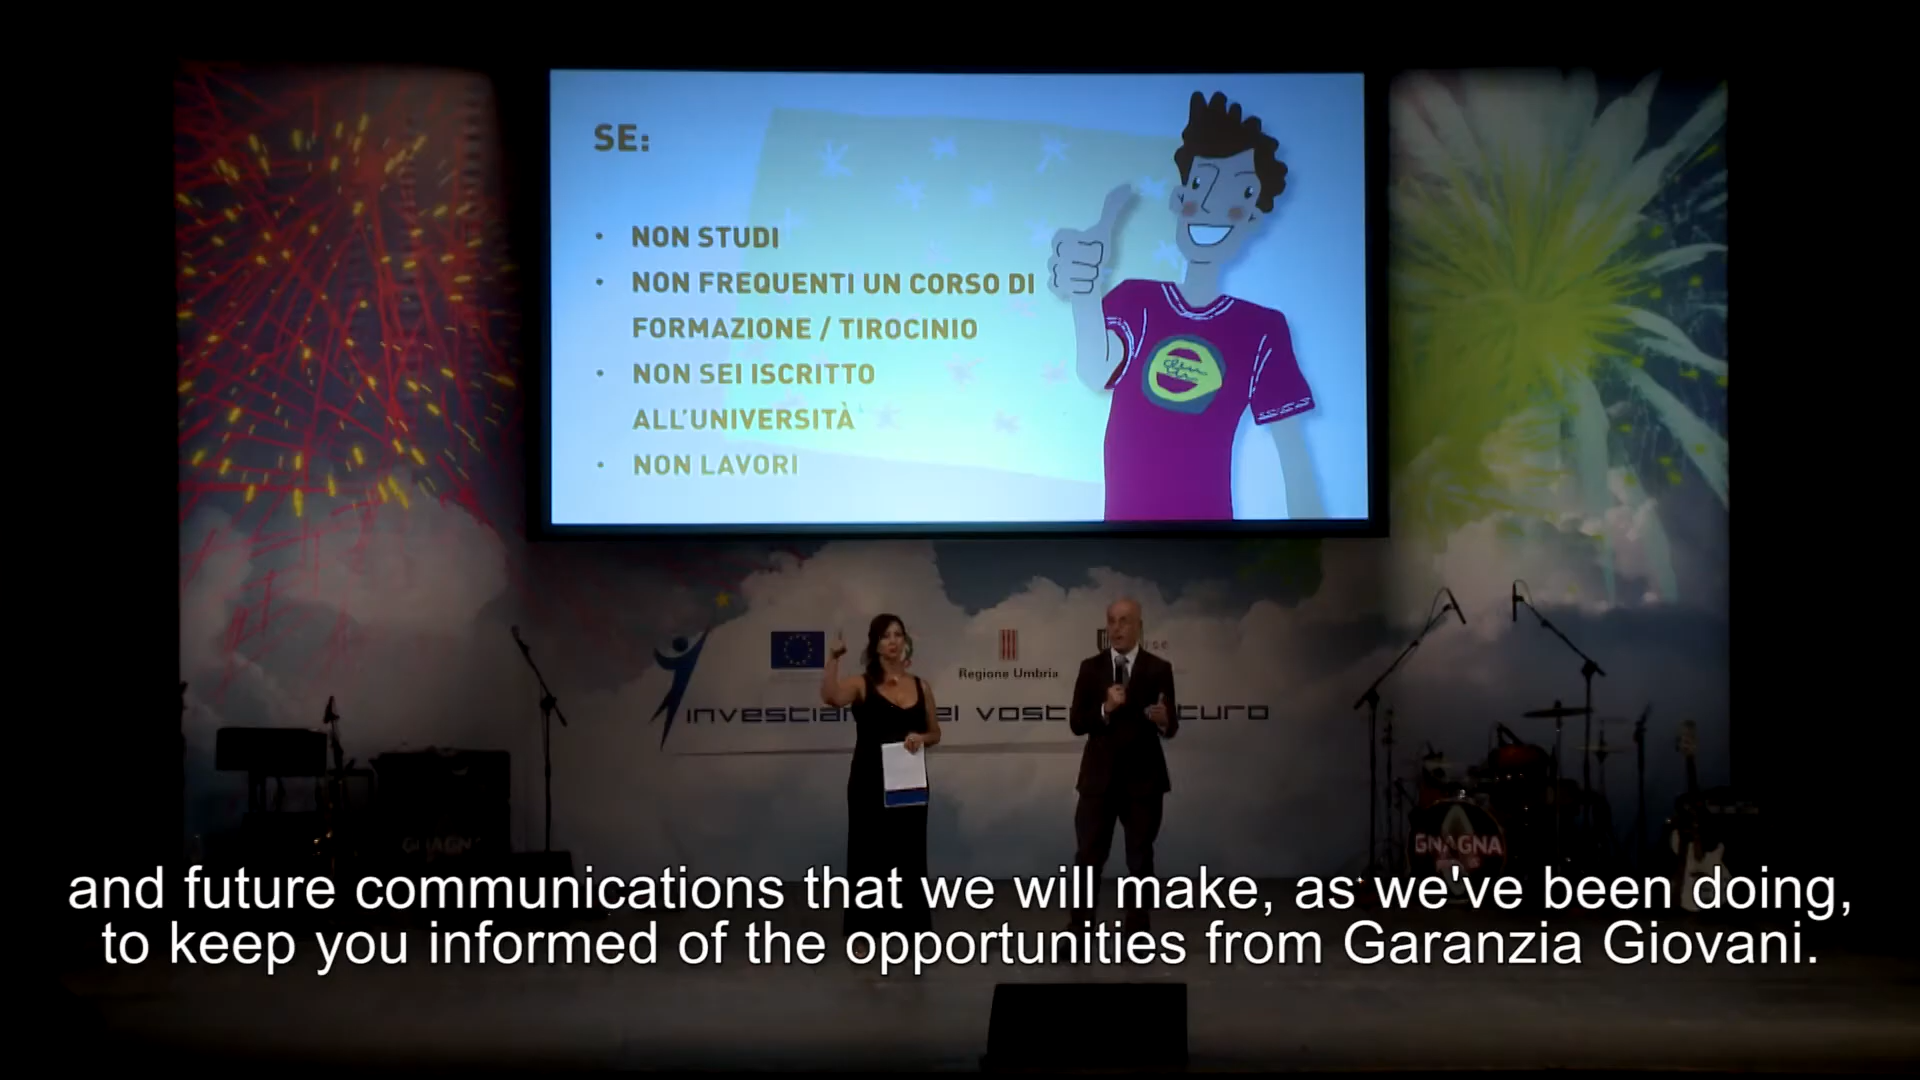 SE:
• NON STUDI
• NON FREQUENTI UN CORSO DI
FORMAZIONE / TIROCINIO
• NON SEI ISCRITTO
ALL'UNIVERSITÀ
• NON LAVORI
Regione Umbria
GNAGNA
and future communications that we will make, as we've been doing,
to keep you informed of the opportunities from Garanzia Giovani.